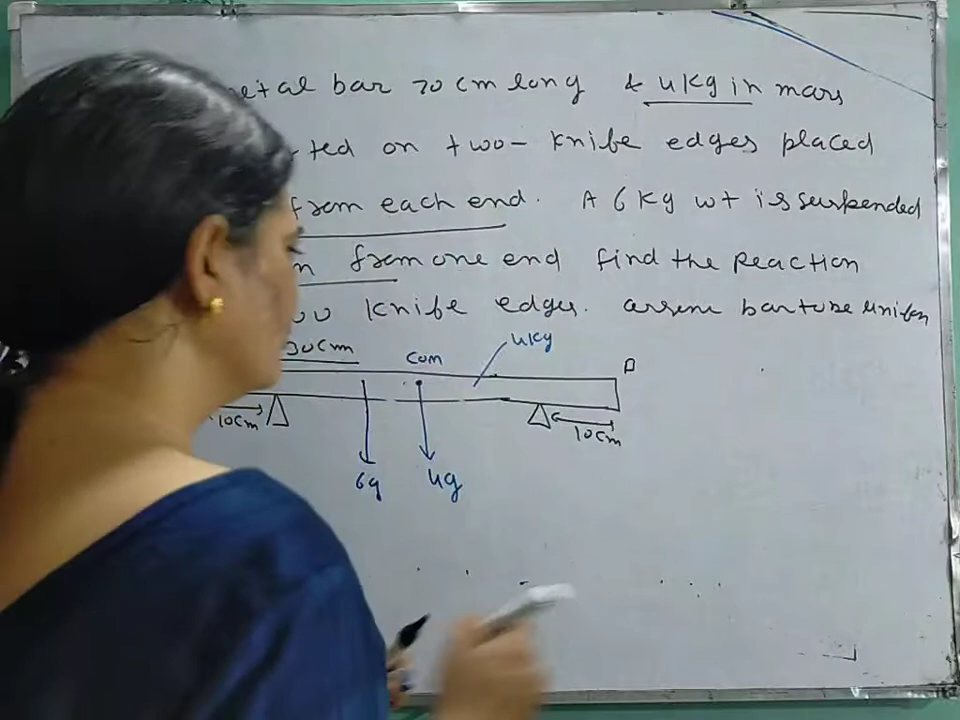 etal bar 70 cm long & 4kg in mass
ted on two- knife edges placed
from each end. A 6 kg wt is suspended
from one end find the reaction
knife edges. assume bar to be uniform
30cm
COM
4kg
10cm
10cm
6g
4g